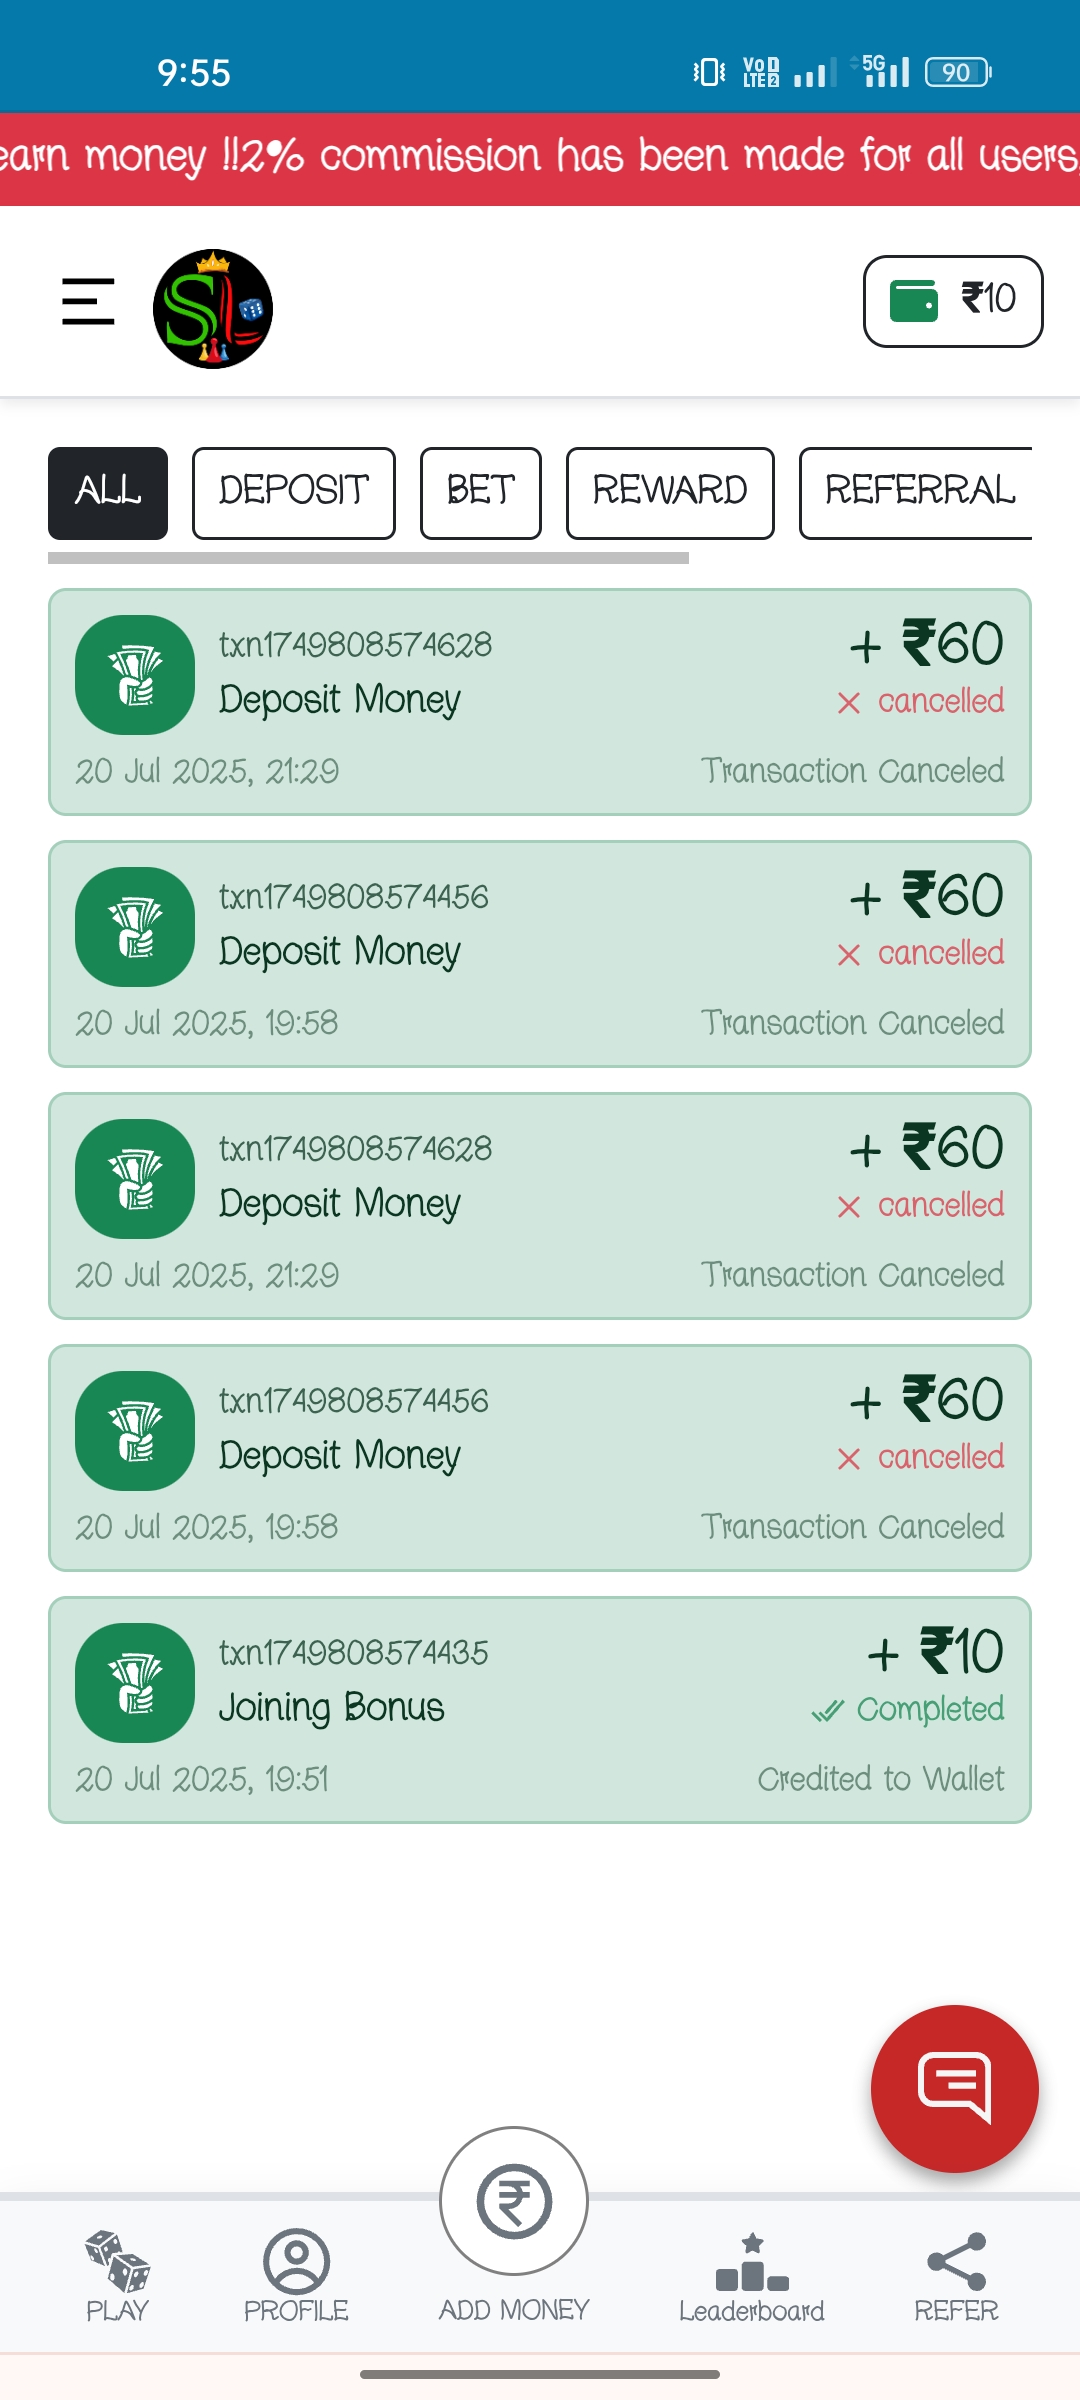 9:55
VoD LTE 2
5G
90
earn money !!2% commission has been made for all users,
SL
₹10
ALL
DEPOSIT
BET
REWARD
REFERRAL
txn1749808574628
+ ₹60
Deposit Money
cancelled
20 Jul 2025, 21:29
Transaction Canceled
txn1749808574456
+ ₹60
Deposit Money
cancelled
20 Jul 2025, 19:58
Transaction Canceled
txn1749808574628
+ ₹60
Deposit Money
cancelled
20 Jul 2025, 21:29
Transaction Canceled
txn1749808574456
+ ₹60
Deposit Money
cancelled
20 Jul 2025, 19:58
Transaction Canceled
txn1749808574435
+ ₹10
Joining Bonus
Completed
20 Jul 2025, 19:51
Credited to Wallet
PLAY
PROFILE
ADD MONEY
Leaderboard
REFER